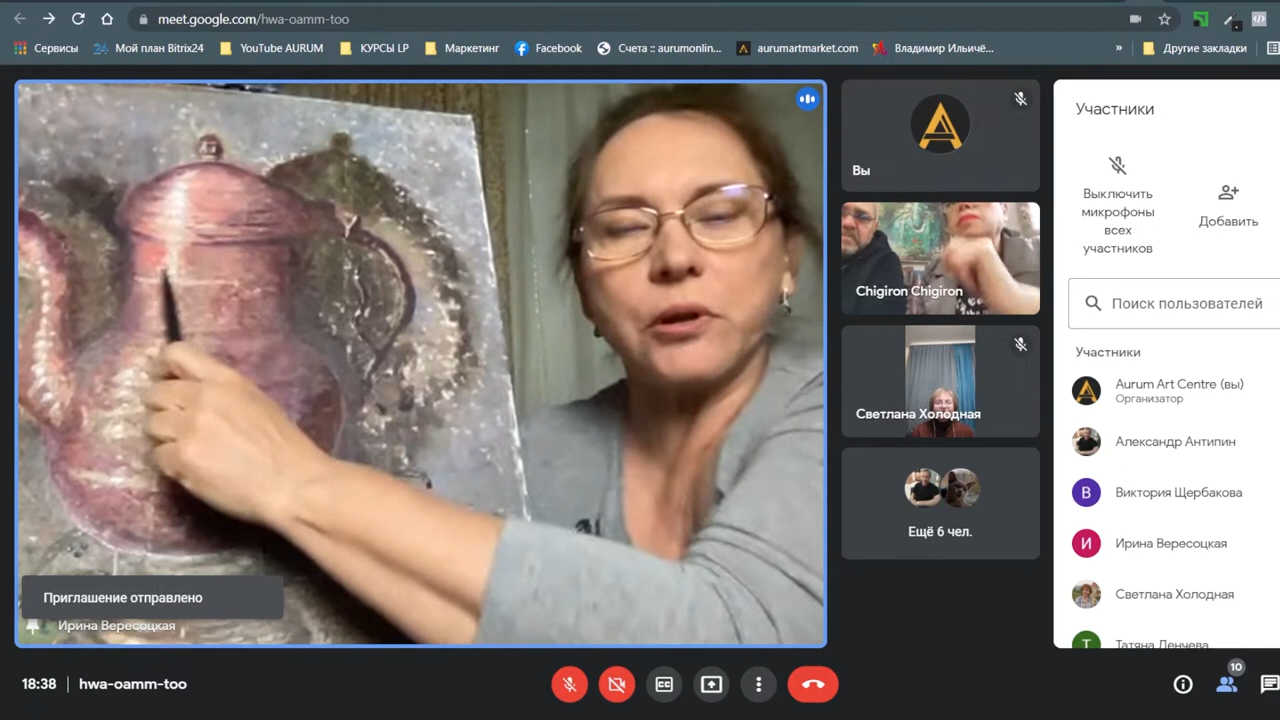 meet.google.com/hwa-oamm-too
Сервисы
Мой план Bitrix24
YouTube AURUM
КУРСЫ LP
Маркетинг
Facebook
Счета :: aurumonlin...
aurumartmarket.com
Владимир Ильичё...
»
Другие закладки
Вы
Chigiron Chigiron
Светлана Холодная
Ещё 6 чел.
Приглашение отправлено
Ирина Вересоцкая
Участники
Выключить
микрофоны
всех
участников
Добавить
Поиск пользователей
Участники
Aurum Art Centre (вы)
Организатор
Александр Антипин
В
Виктория Щербакова
И
Ирина Вересоцкая
Светлана Холодная
Т
Татяна Денчева
18:38 | hwa-oamm-too
CC
10